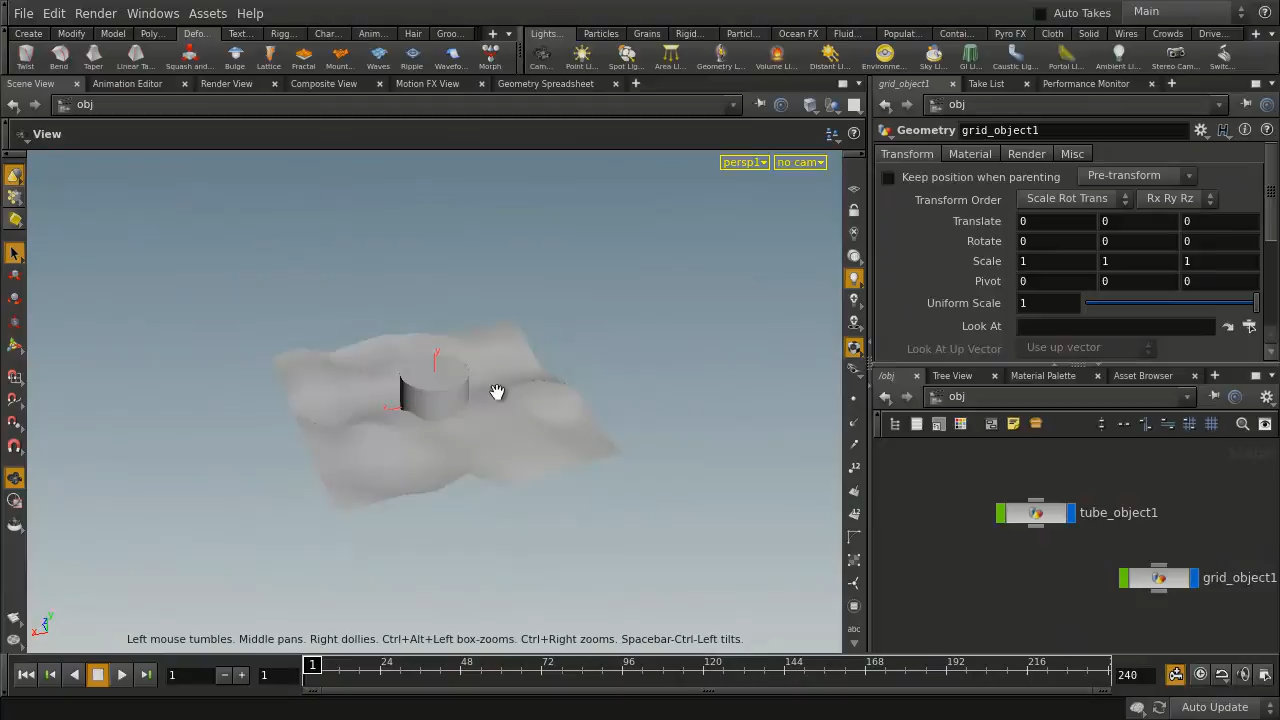 File Edit Render Windows Assets Help Auto Takes Main
Create Modify Model Poly... Defo... Text... Rigg... Char... Anim... Hair Groo... Lights... Particles Grains Rigid... Particl... Ocean FX Fluid... Populat... Contai... Pyro FX Cloth Solid Wires Crowds Drive...
Twist Bend Taper Linear Ta... Squash and... Bulge Lattice Fractal Mount... Waves Ripple Wavefo... Morph Cam... Point Li... Spot Lig... Area Li... Geometry L... Volume Li... Distant Li... Environme... Sky Li... GI Li... Caustic Lig... Portal Li... Ambient Li... Stereo Cam... Switc...
Scene View Animation Editor Render View Composite View Motion FX View Geometry Spreadsheet
obj
View
persp1 no cam
Left mouse tumbles. Middle pans. Right dollies. Ctrl+Alt+Left box-zooms. Ctrl+Right zooms. Spacebar-Ctrl-Left tilts.
grid_object1 Take List Performance Monitor
obj
Geometry grid_object1
Transform Material Render Misc
Keep position when parenting Pre-transform
Transform Order Scale Rot Trans Rx Ry Rz
Translate 0 0 0
Rotate 0 0 0
Scale 1 1 1
Pivot 0 0 0
Uniform Scale 1
Look At
Look At Up Vector Use up vector
/obj Tree View Material Palette Asset Browser
obj
tube_object1
grid_object1
1 1 1 24 48 72 96 120 144 168 192 216 240
Auto Update